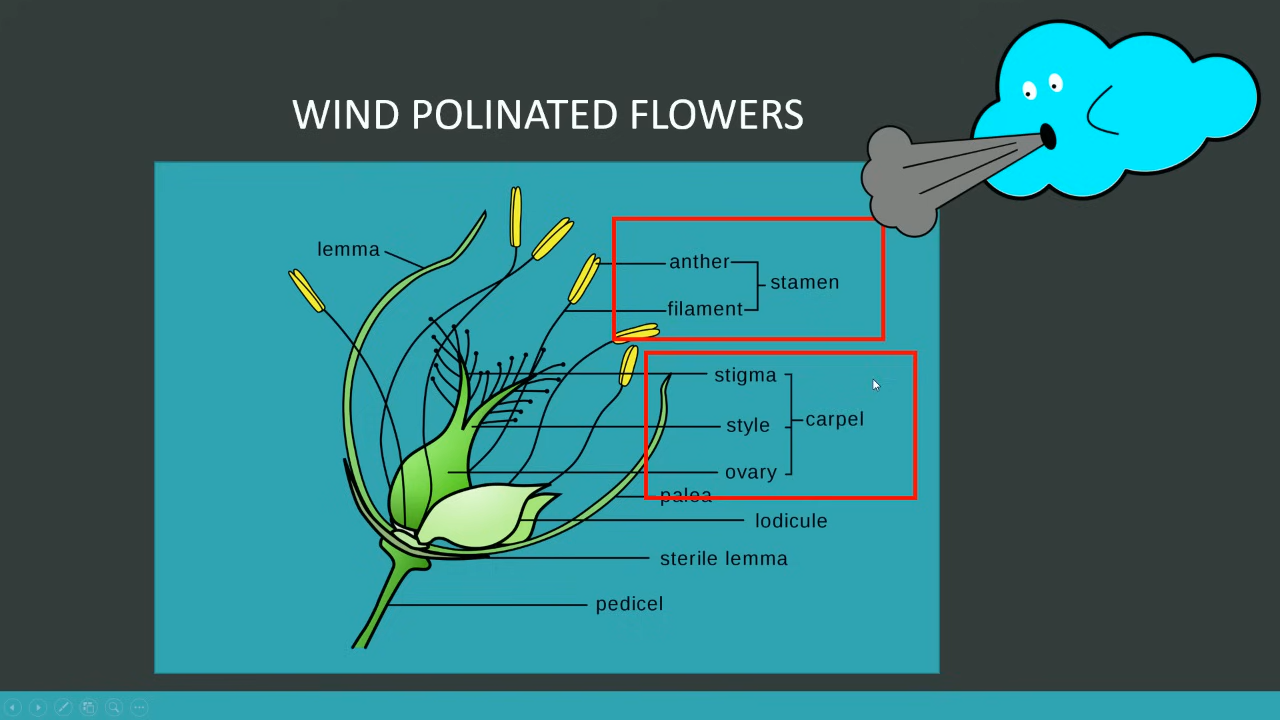 WIND POLINATED FLOWERS
lemma
anther
stamen
filament
stigma
carpel
style
ovary
palea
lodicule
sterile lemma
pedicel